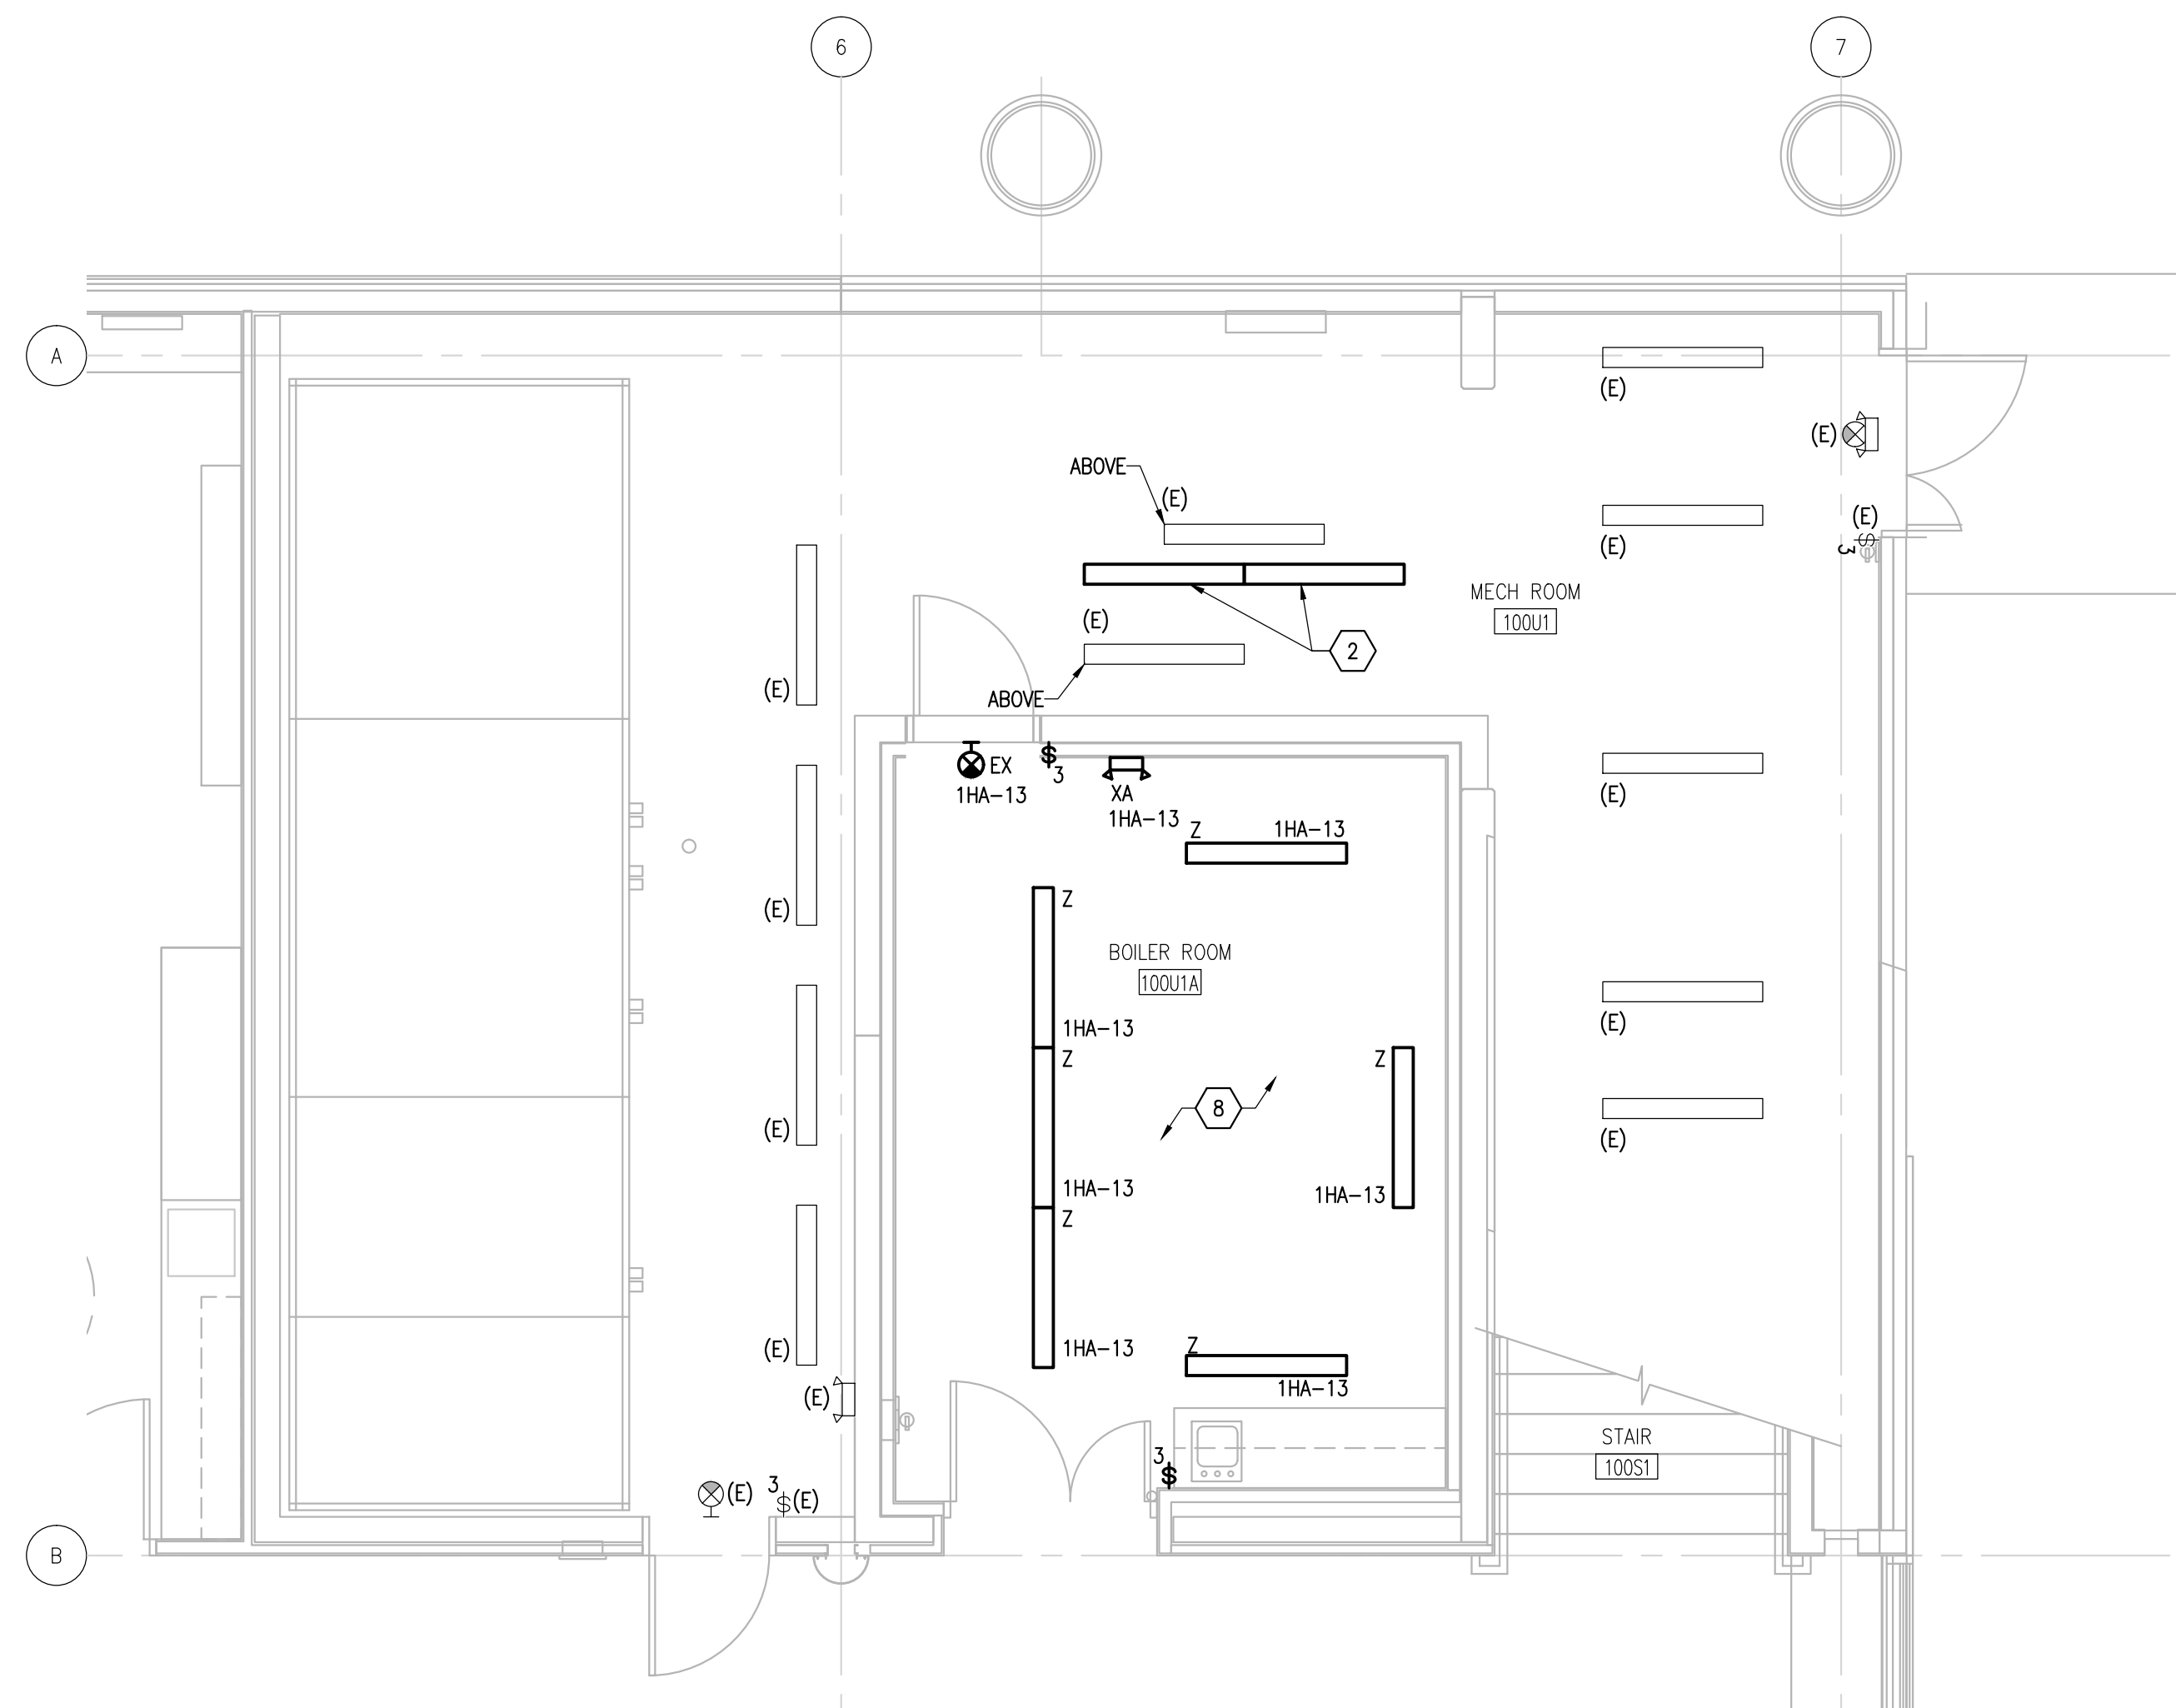 6
7
A
(E)
(E)
ABOVE
(E)
(E)
(E)
3
$
MECH ROOM
100U1
(E)
2
(E)
ABOVE
EX
1HA-13
$
3
XA
1HA-13
(E)
Z
1HA-13
Z
(E)
BOILER ROOM
100U1A
(E)
1HA-13
Z
Z
8
(E)
(E)
1HA-13
1HA-13
Z
(E)
1HA-13
Z
1HA-13
(E)
STAIR
100S1
3
$
(E)
3
$(E)
B